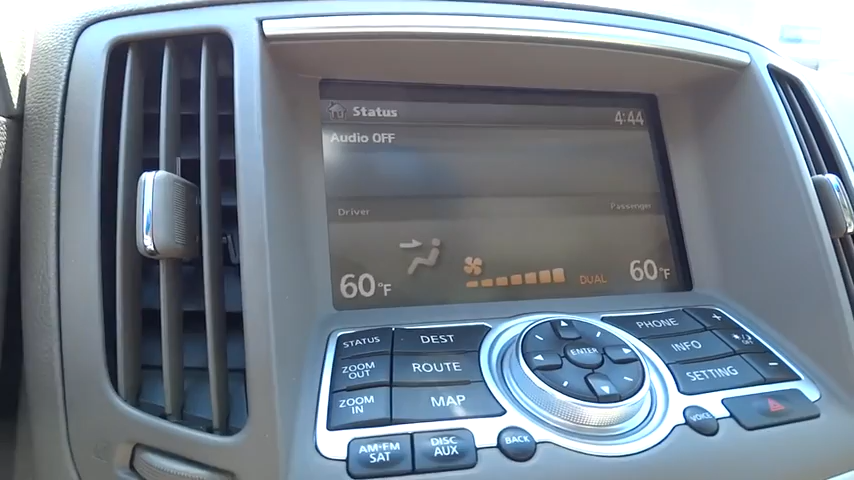 Status 4:44
Audio OFF
Driver Passenger
60°F DUAL 60°F
STATUS DEST PHONE +
ZOOM OUT ROUTE ENTER INFO OFF
ZOOM IN MAP SETTING -
AM·FM SAT DISC AUX BACK VOICE